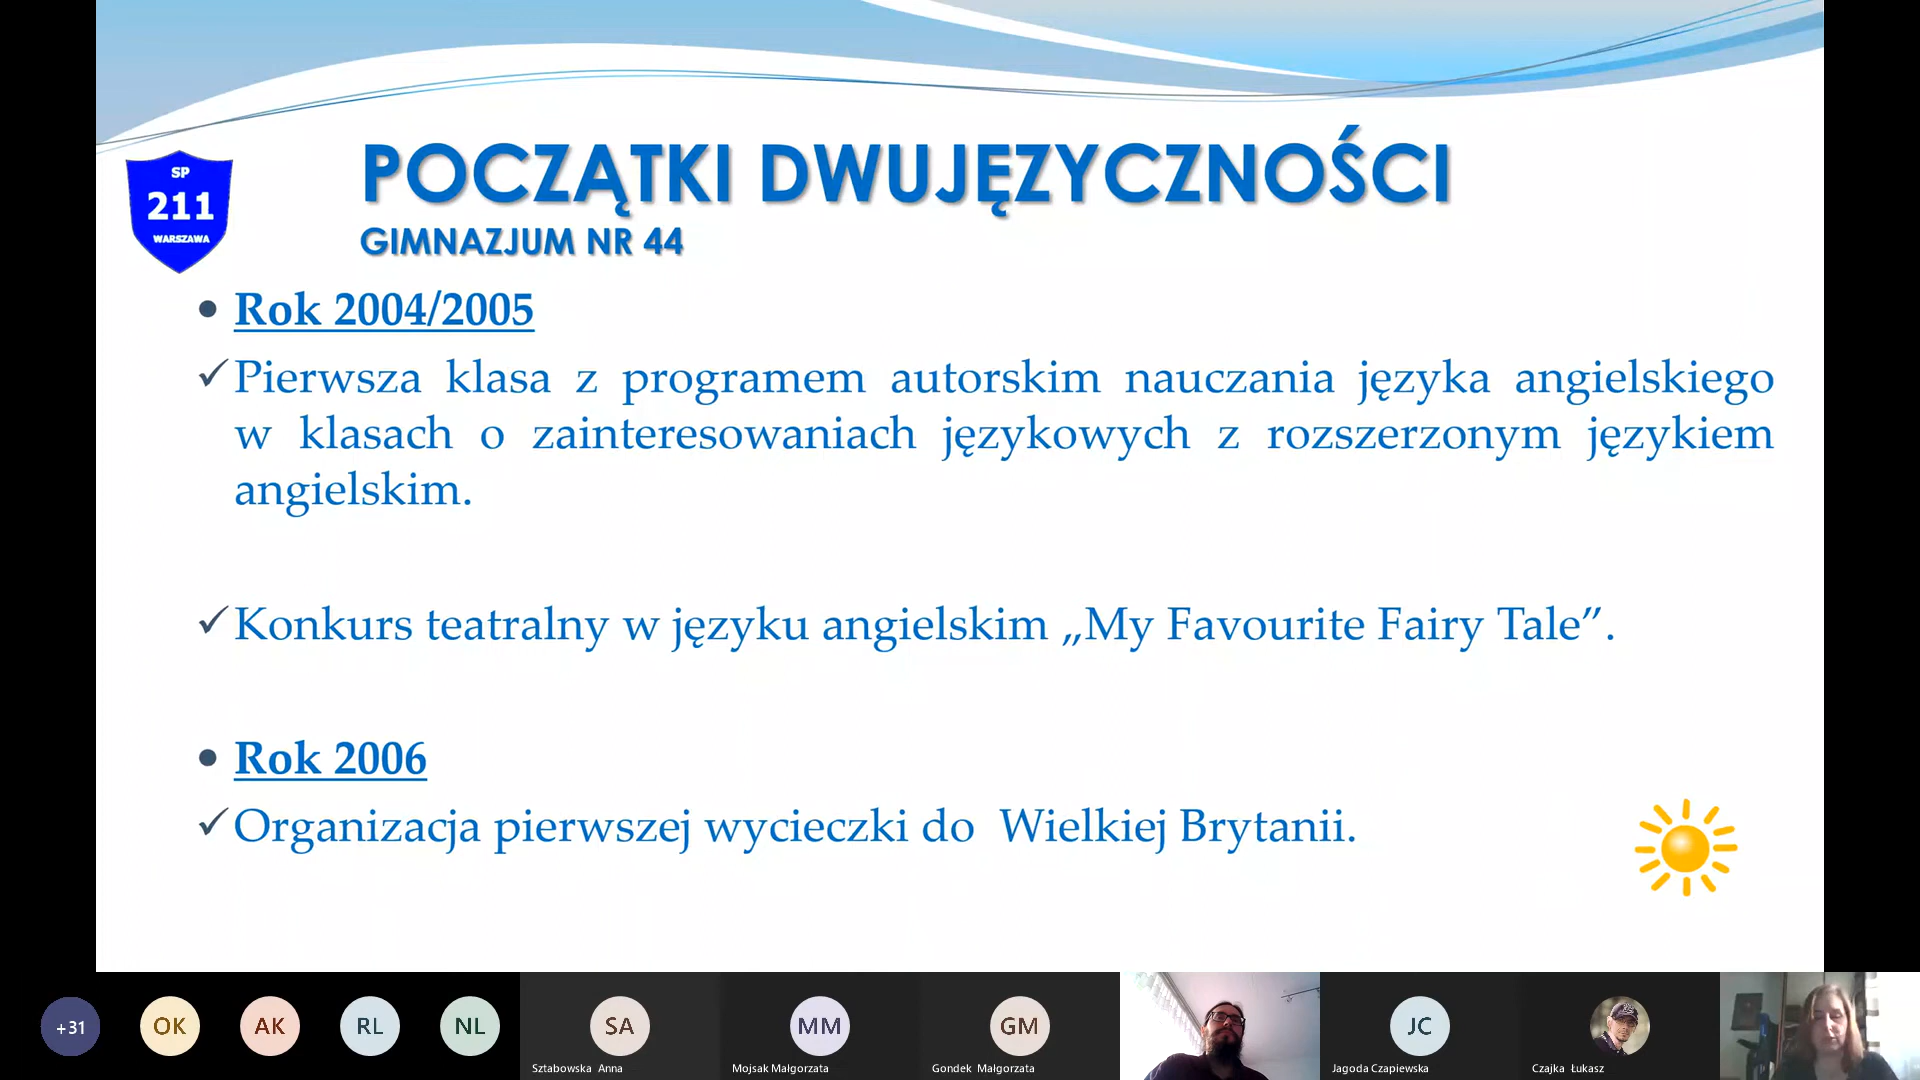 SP
211
WARSZAWA
POCZĄTKI DWUJĘZYCZNOŚCI
GIMNAZJUM NR 44
• Rok 2004/2005
✓ Pierwsza klasa z programem autorskim nauczania języka angielskiego
w klasach o zainteresowaniach językowych z rozszerzonym językiem
angielskim.
✓ Konkurs teatralny w języku angielskim „My Favourite Fairy Tale”.
• Rok 2006
✓ Organizacja pierwszej wycieczki do Wielkiej Brytanii.
+31
OK
AK
RL
NL
SA
MM
GM
JC
Sztabowska Anna
Mojsak Małgorzata
Gondek Małgorzata
Jagoda Czapiewska
Czajka Łukasz